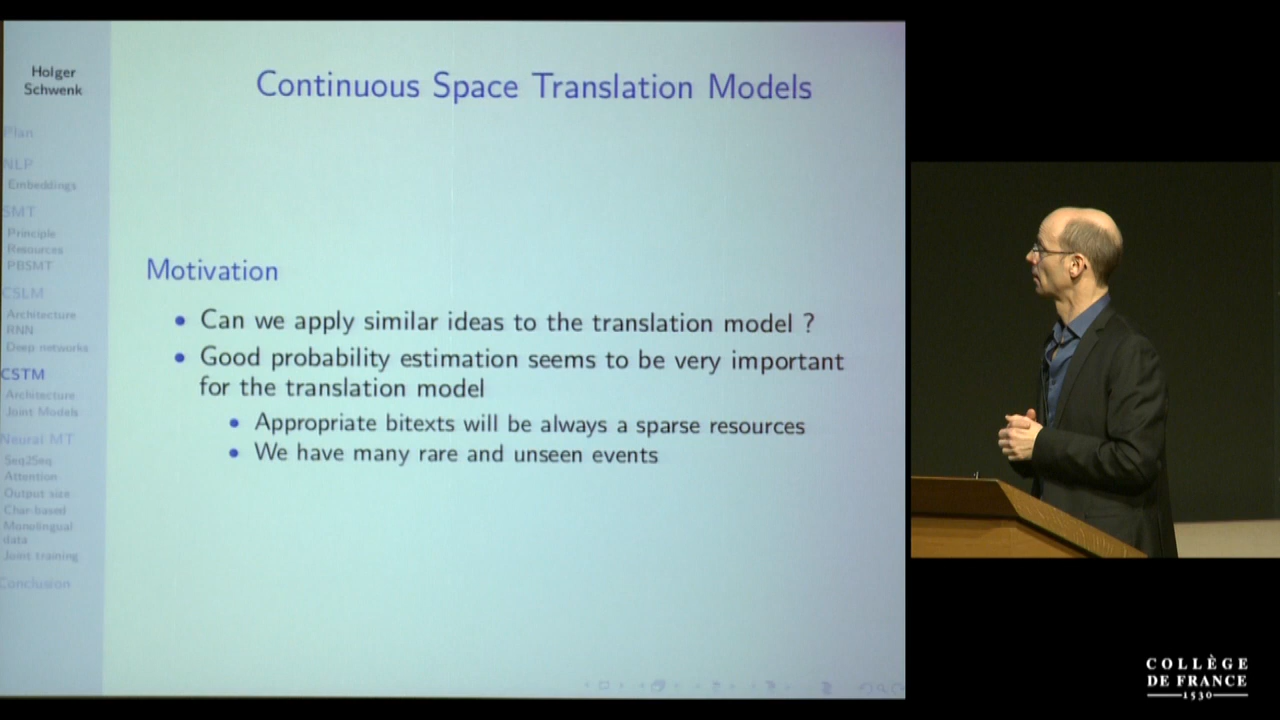 Holger
Schwenk
Plan
NLP
Embeddings
SMT
Principle
Resources
PBSMT
CSLM
Architecture
RNN
Deep networks
CSTM
Architecture
Joint Models
Neural MT
Seq2Seq
Attention
Output size
Char-based
Monolingual
data
Joint training
Conclusion
Continuous Space Translation Models
Motivation
• Can we apply similar ideas to the translation model ?
• Good probability estimation seems to be very important
for the translation model
• Appropriate bitexts will be always a sparse resources
• We have many rare and unseen events
COLLÈGE
DE FRANCE
1530